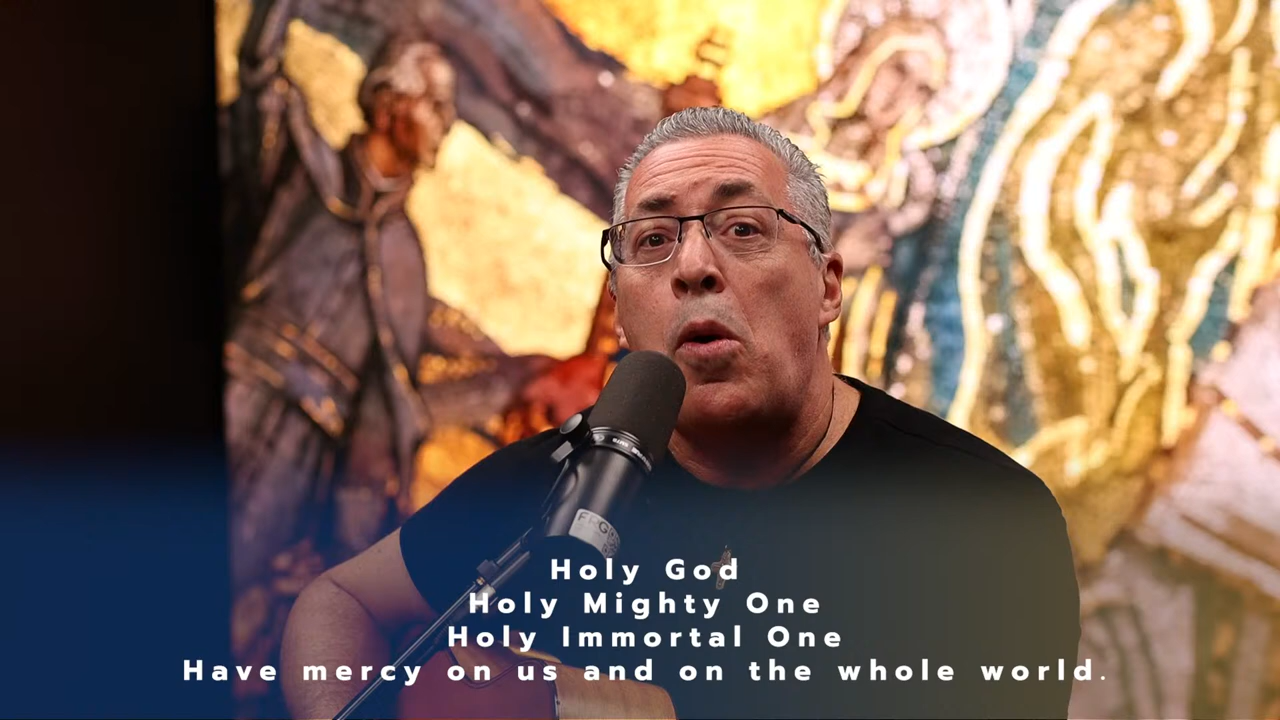 Holy God
Holy Mighty One
Holy Immortal One
Have mercy on us and on the whole world.